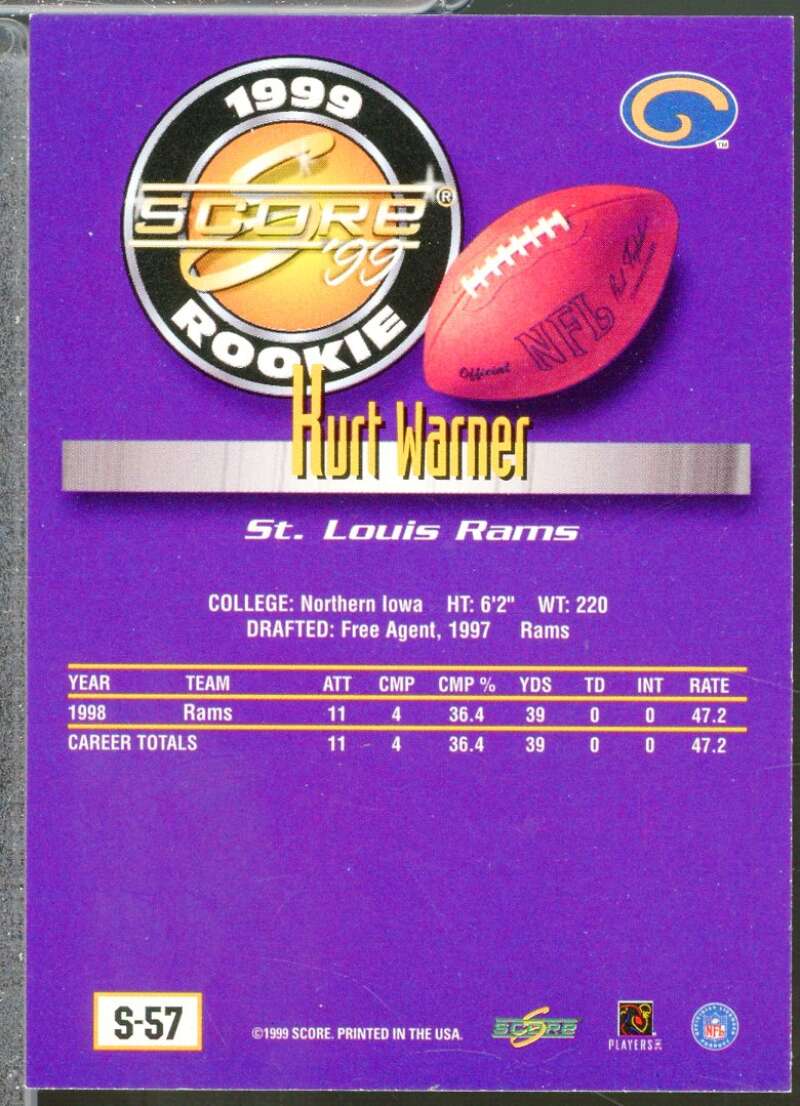 1999
SCORE®
'99
ROOKIE
TM
NFL
Official
Kurt Warner
St. Louis Rams
COLLEGE: Northern Iowa HT: 6'2" WT: 220
DRAFTED: Free Agent, 1997 Rams
YEAR TEAM ATT CMP CMP % YDS TD INT RATE
1998 Rams 11 4 36.4 39 0 0 47.2
CAREER TOTALS 11 4 36.4 39 0 0 47.2
S-57
©1999 SCORE. PRINTED IN THE USA.
SCORE
PLAYERS
NFL